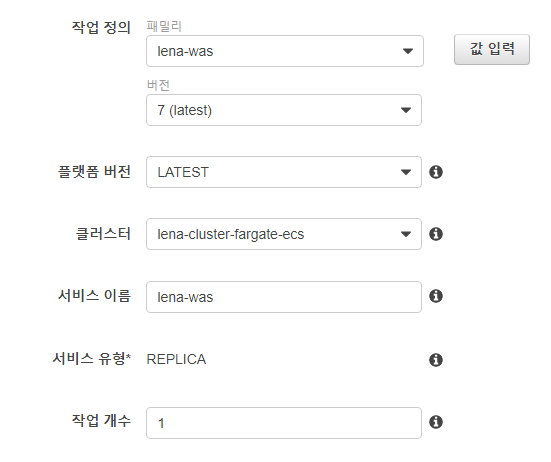 작업 정의
패밀리
lena-was
값 입력
버전
7 (latest)
플랫폼 버전
LATEST
클러스터
lena-cluster-fargate-ecs
서비스 이름
lena-was
서비스 유형*
REPLICA
작업 개수
1